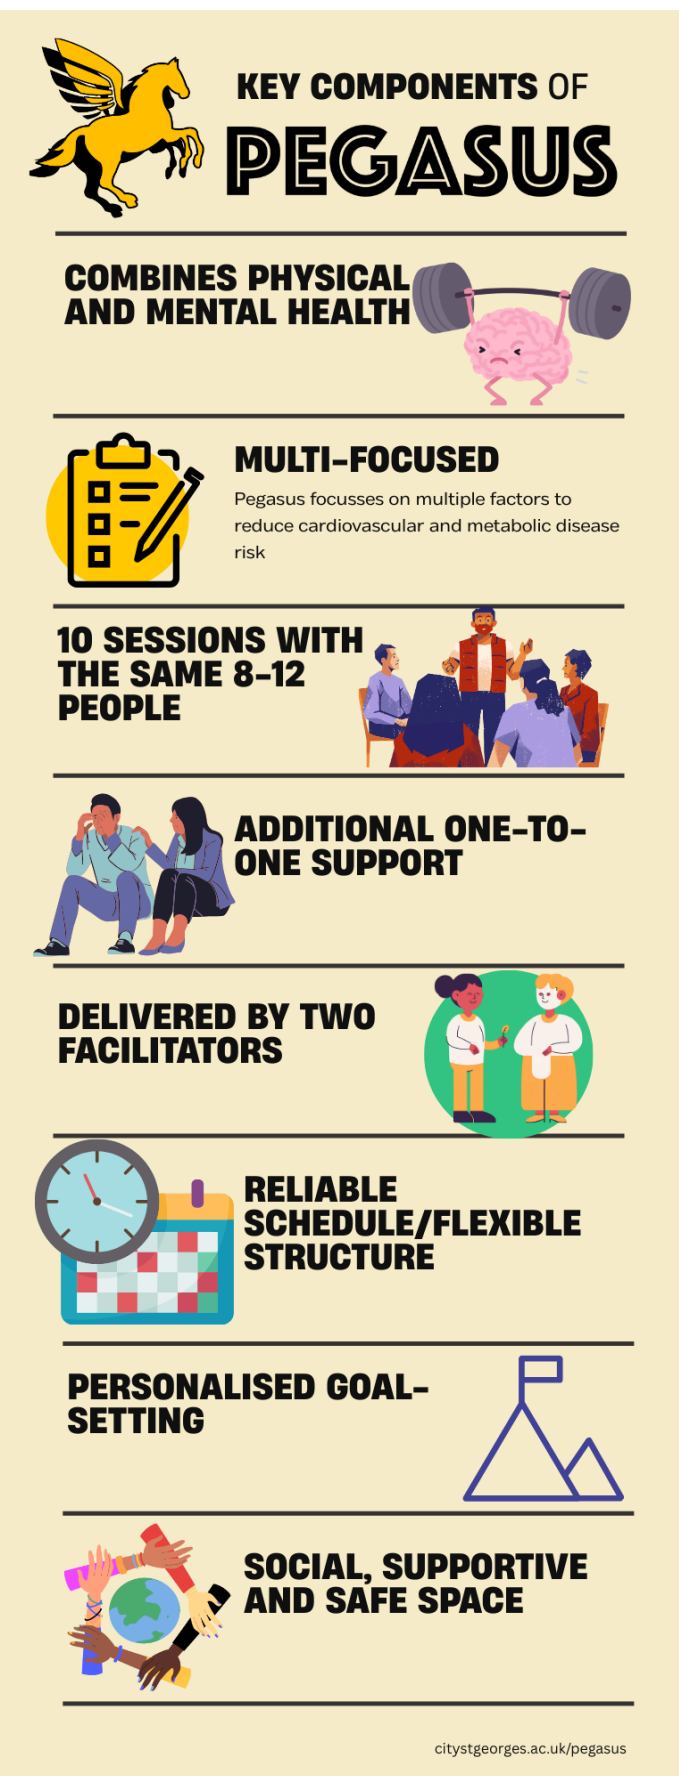 KEY COMPONENTS OF
PEGASUS
COMBINES PHYSICAL
AND MENTAL HEALTH
MULTI-FOCUSED
Pegasus focusses on multiple factors to
reduce cardiovascular and metabolic disease
risk
10 SESSIONS WITH
THE SAME 8-12
PEOPLE
ADDITIONAL ONE-TO-
ONE SUPPORT
DELIVERED BY TWO
FACILITATORS
RELIABLE
SCHEDULE/FLEXIBLE
STRUCTURE
PERSONALISED GOAL-
SETTING
SOCIAL, SUPPORTIVE
AND SAFE SPACE
citystgeorges.ac.uk/pegasus